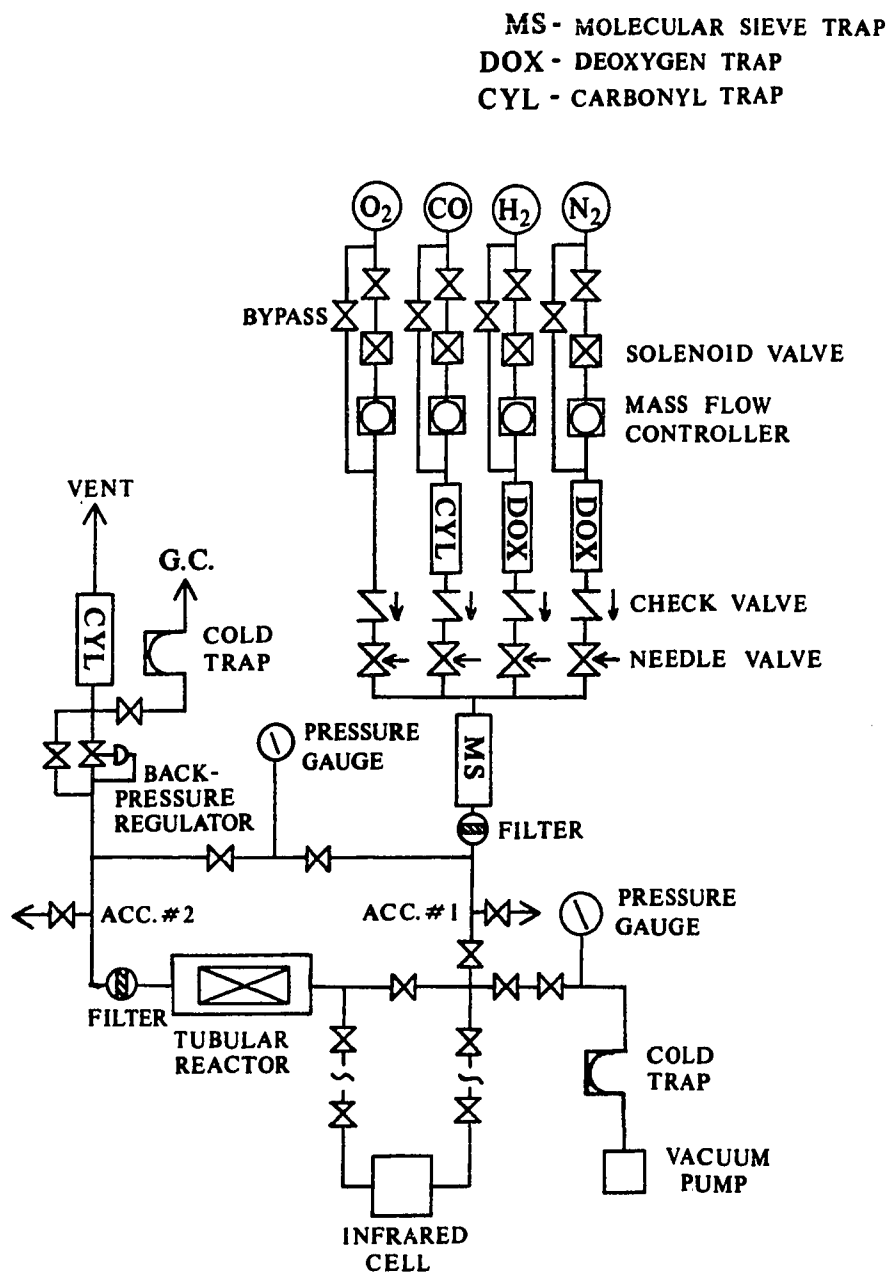 MS - MOLECULAR SIEVE TRAP
DOX - DEOXYGEN TRAP
CYL - CARBONYL TRAP
O2 CO H2 N2
BYPASS
SOLENOID VALVE
MASS FLOW
CONTROLLER
VENT
CYL DOX DOX
G.C.
CHECK VALVE
CYL
COLD
TRAP
NEEDLE VALVE
PRESSURE
GAUGE
MS
BACK-
PRESSURE
REGULATOR
FILTER
ACC. #2
ACC. #1
PRESSURE
GAUGE
FILTER
TUBULAR
REACTOR
COLD
TRAP
VACUUM
PUMP
INFRARED
CELL